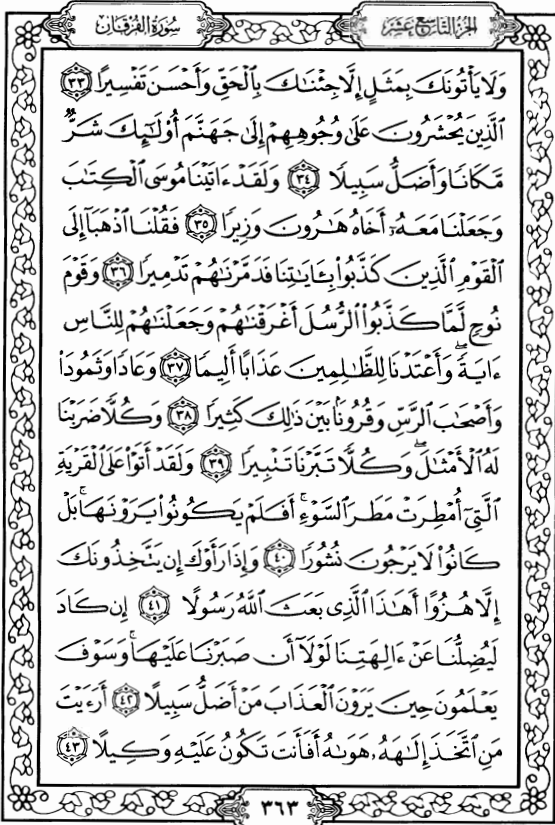 الجزء التاسع عشر
سورة الفرقان
وَلَا يَأْتُونَكَ بِمَثَلٍ إِلَّا جِئْنَـٰكَ بِٱلْحَقِّ وَأَحْسَنَ تَفْسِيرًا ٣٣
ٱلَّذِينَ يُحْشَرُونَ عَلَىٰ وُجُوهِهِمْ إِلَىٰ جَهَنَّمَ أُو۟لَـٰٓئِكَ شَرٌّ
مَّكَانًا وَأَضَلُّ سَبِيلًا ٣٤ وَلَقَدْ ءَاتَيْنَا مُوسَى ٱلْكِتَـٰبَ
وَجَعَلْنَا مَعَهُۥٓ أَخَاهُ هَـٰرُونَ وَزِيرًا ٣٥ فَقُلْنَا ٱذْهَبَآ إِلَى
ٱلْقَوْمِ ٱلَّذِينَ كَذَّبُوا۟ بِـَٔايَـٰتِنَا فَدَمَّرْنَـٰهُمْ تَدْمِيرًا ٣٦ وَقَوْمَ
نُوحٍ لَّمَّا كَذَّبُوا۟ ٱلرُّسُلَ أَغْرَقْنَـٰهُمْ وَجَعَلْنَـٰهُمْ لِلنَّاسِ
ءَايَةً ۖ وَأَعْتَدْنَا لِلظَّـٰلِمِينَ عَذَابًا أَلِيمًا ٣٧ وَعَادًا وَثَمُودَا۟
وَأَصْحَـٰبَ ٱلرَّسِّ وَقُرُونًۢا بَيْنَ ذَٰلِكَ كَثِيرًا ٣٨ وَكُلًّا ضَرَبْنَا
لَهُ ٱلْأَمْثَـٰلَ ۖ وَكُلًّا تَبَّرْنَا تَتْبِيرًا ٣٩ وَلَقَدْ أَتَوْا۟ عَلَى ٱلْقَرْيَةِ
ٱلَّتِىٓ أُمْطِرَتْ مَطَرَ ٱلسَّوْءِ ۚ أَفَلَمْ يَكُونُوا۟ يَرَوْنَهَا ۚ بَلْ
كَانُوا۟ لَا يَرْجُونَ نُشُورًا ٤٠ وَإِذَا رَأَوْكَ إِن يَتَّخِذُونَكَ
إِلَّا هُزُوًا أَهَـٰذَا ٱلَّذِى بَعَثَ ٱللَّهُ رَسُولًا ٤١ إِن كَادَ
لَيُضِلُّنَا عَنْ ءَالِهَتِنَا لَوْلَآ أَن صَبَرْنَا عَلَيْهَا ۚ وَسَوْفَ
يَعْلَمُونَ حِينَ يَرَوْنَ ٱلْعَذَابَ مَنْ أَضَلُّ سَبِيلًا ٤٢ أَرَءَيْتَ
مَنِ ٱتَّخَذَ إِلَـٰهَهُۥ هَوَىٰهُ أَفَأَنتَ تَكُونُ عَلَيْهِ وَكِيلًا ٤٣
٣٦٣